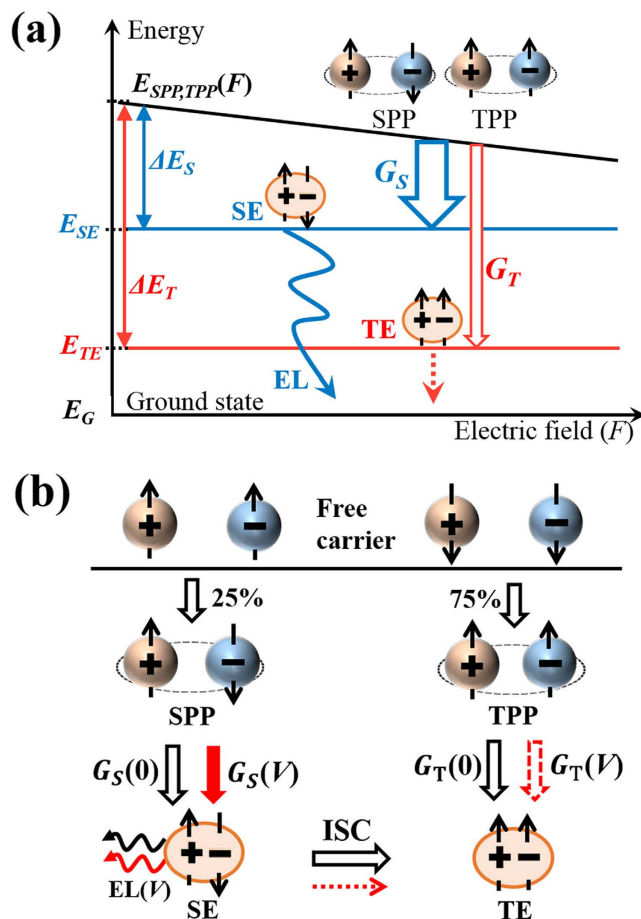 (a)
Energy
E_SPP,TPP(F)
+ − + −
SPP TPP
ΔE_S
G_S
+ −
SE
E_SE
G_T
ΔE_T
+ −
TE
E_TE
EL
E_G Ground state
Electric field (F)
(b)
+ − Free + −
carrier
25% 75%
+ − + −
SPP TPP
G_S(0) G_S(V) G_T(0) G_T(V)
ISC
+ − + −
EL(V)
SE TE